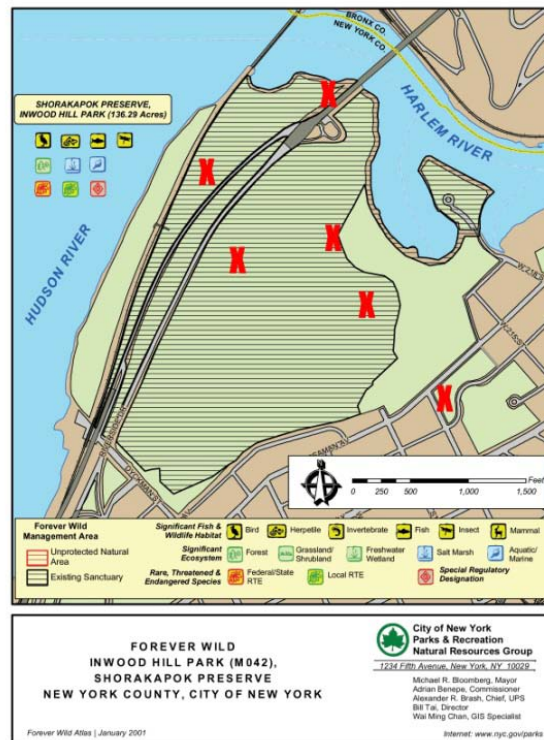 BRONX CO.
NEW YORK CO.
SHORAKAPOK PRESERVE,
INWOOD HILL PARK (136.29 Acres)
HARLEM RIVER
HUDSON RIVER
X
X
X
X
X
X
W 218 ST
DYCKMAN ST
Feet
0 250 500 1,000 1,500
Forever Wild
Management Area
Unprotected Natural
Area
Existing Sanctuary
Significant Fish &
Wildlife Habitat
Bird
Herpetile
Invertebrate
Fish
Insect
Mammal
Significant
Ecosystem
Forest
Grassland/
Shrubland
Freshwater
Wetland
Salt Marsh
Aquatic/
Marine
Rare, Threatened &
Endangered Species
Federal/State
RTE
Local RTE
Special Regulatory
Designation
FOREVER WILD
INWOOD HILL PARK (M042),
SHORAKAPOK PRESERVE
NEW YORK COUNTY, CITY OF NEW YORK
Forever Wild Atlas | January 2001
City of New York
Parks & Recreation
Natural Resources Group
1234 Fifth Avenue, New York, NY 10029
Michael R. Bloomberg, Mayor
Adrian Benepe, Commissioner
Alexander R. Brash, Chief, UPS
Bill Tai, Director
Wai Ming Chan, GIS Specialist
Internet: www.nyc.gov/parks